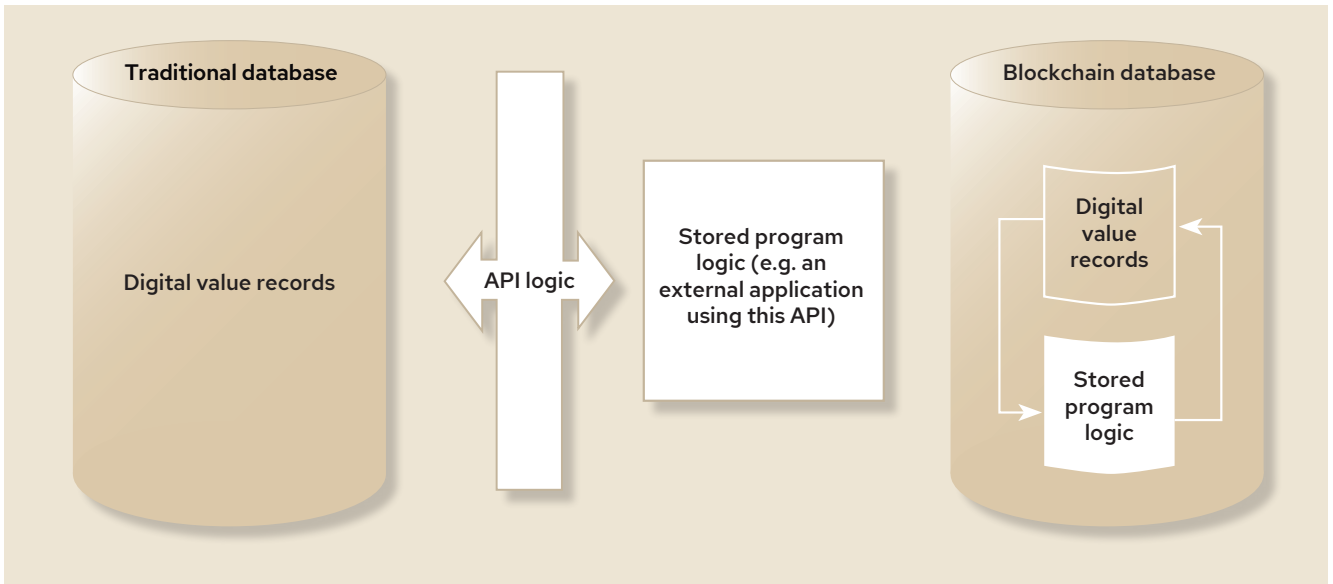 Traditional database
Digital value records
API logic
Stored program
logic (e.g. an
external application
using this API)
Blockchain database
Digital
value
records
Stored
program
logic